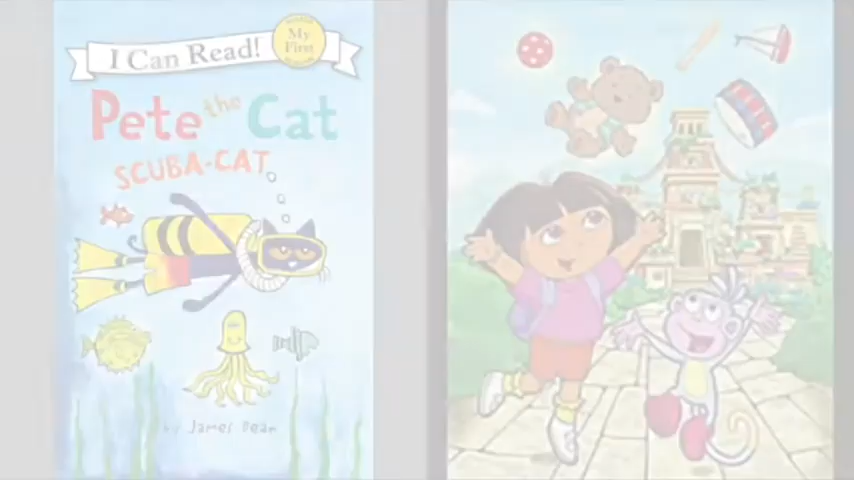 I Can Read!
My
First
Pete the Cat
SCUBA-CAT
by James Dean